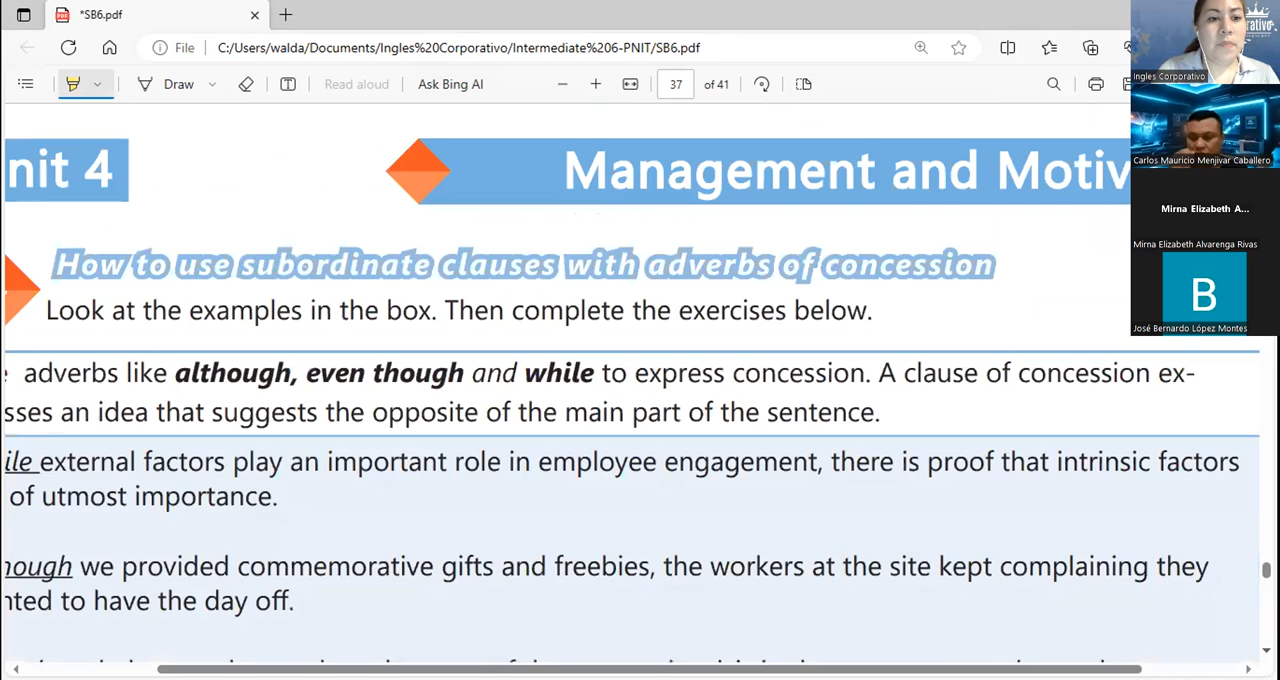 *SB6.pdf
File C:/Users/walda/Documents/Ingles%20Corporativo/Intermediate%206-PNIT/SB6.pdf
Draw Read aloud Ask Bing AI 37 of 41
nit 4 Management and Motiv
How to use subordinate clauses with adverbs of concession
Look at the examples in the box. Then complete the exercises below.
adverbs like although, even though and while to express concession. A clause of concession ex-
sses an idea that suggests the opposite of the main part of the sentence.
ile external factors play an important role in employee engagement, there is proof that intrinsic factors
of utmost importance.
hough we provided commemorative gifts and freebies, the workers at the site kept complaining they
nted to have the day off.
Ingles Corporativo
Carlos Mauricio Menjivar Caballero
Mirna Elizabeth A...
Mirna Elizabeth Alvarenga Rivas
B
José Bernardo López Montes